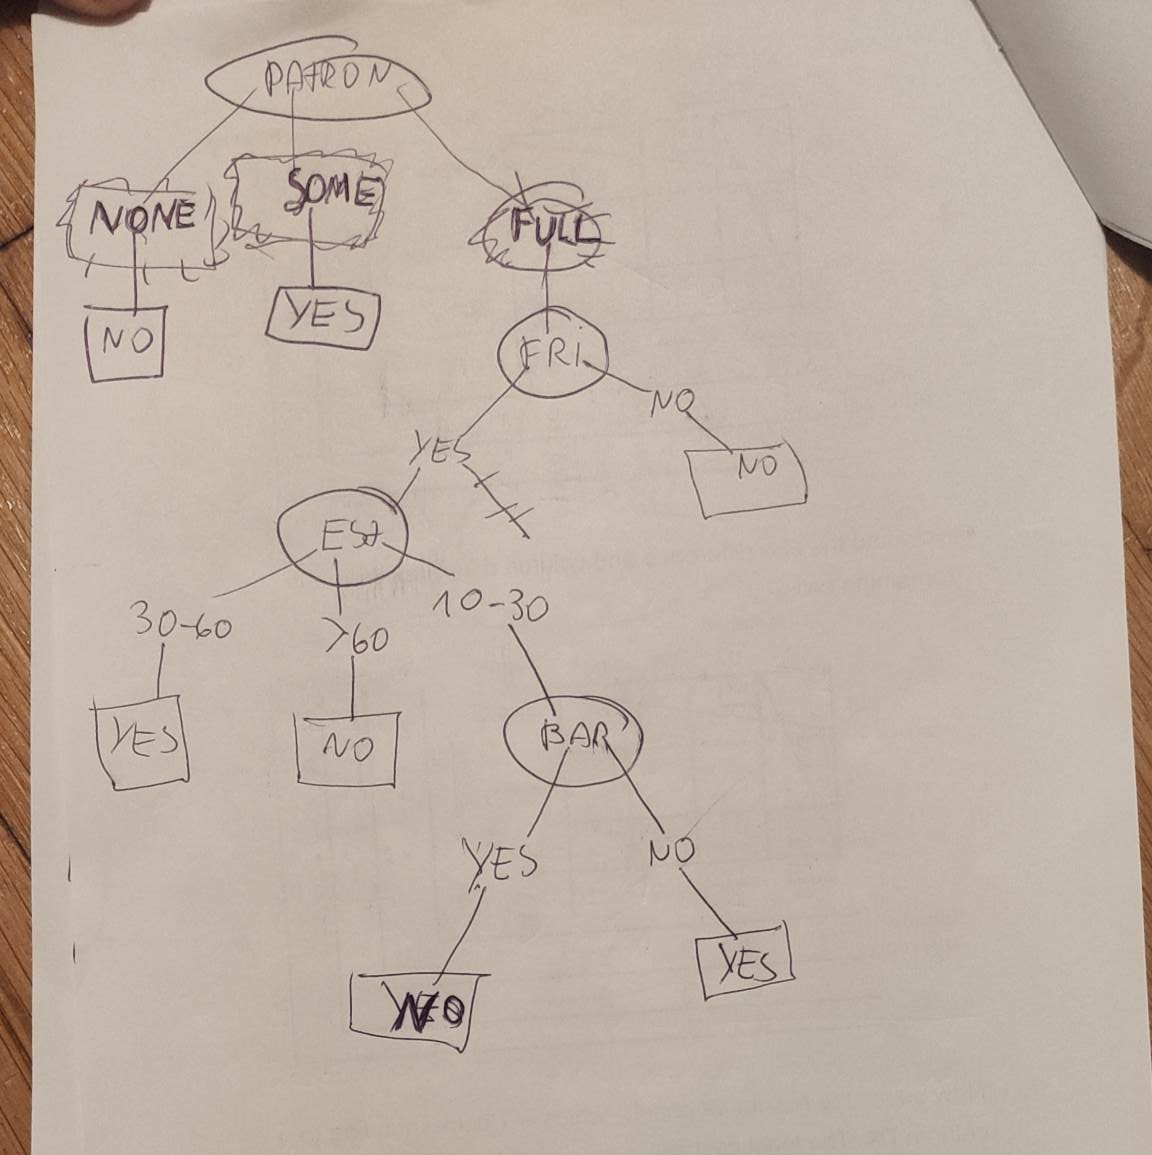 PATRON
NONE SOME FULL
NO YES
FRI
NO
YES
NO
EST
30-60 >60 10-30
YES NO BAR
YES NO
NO YES